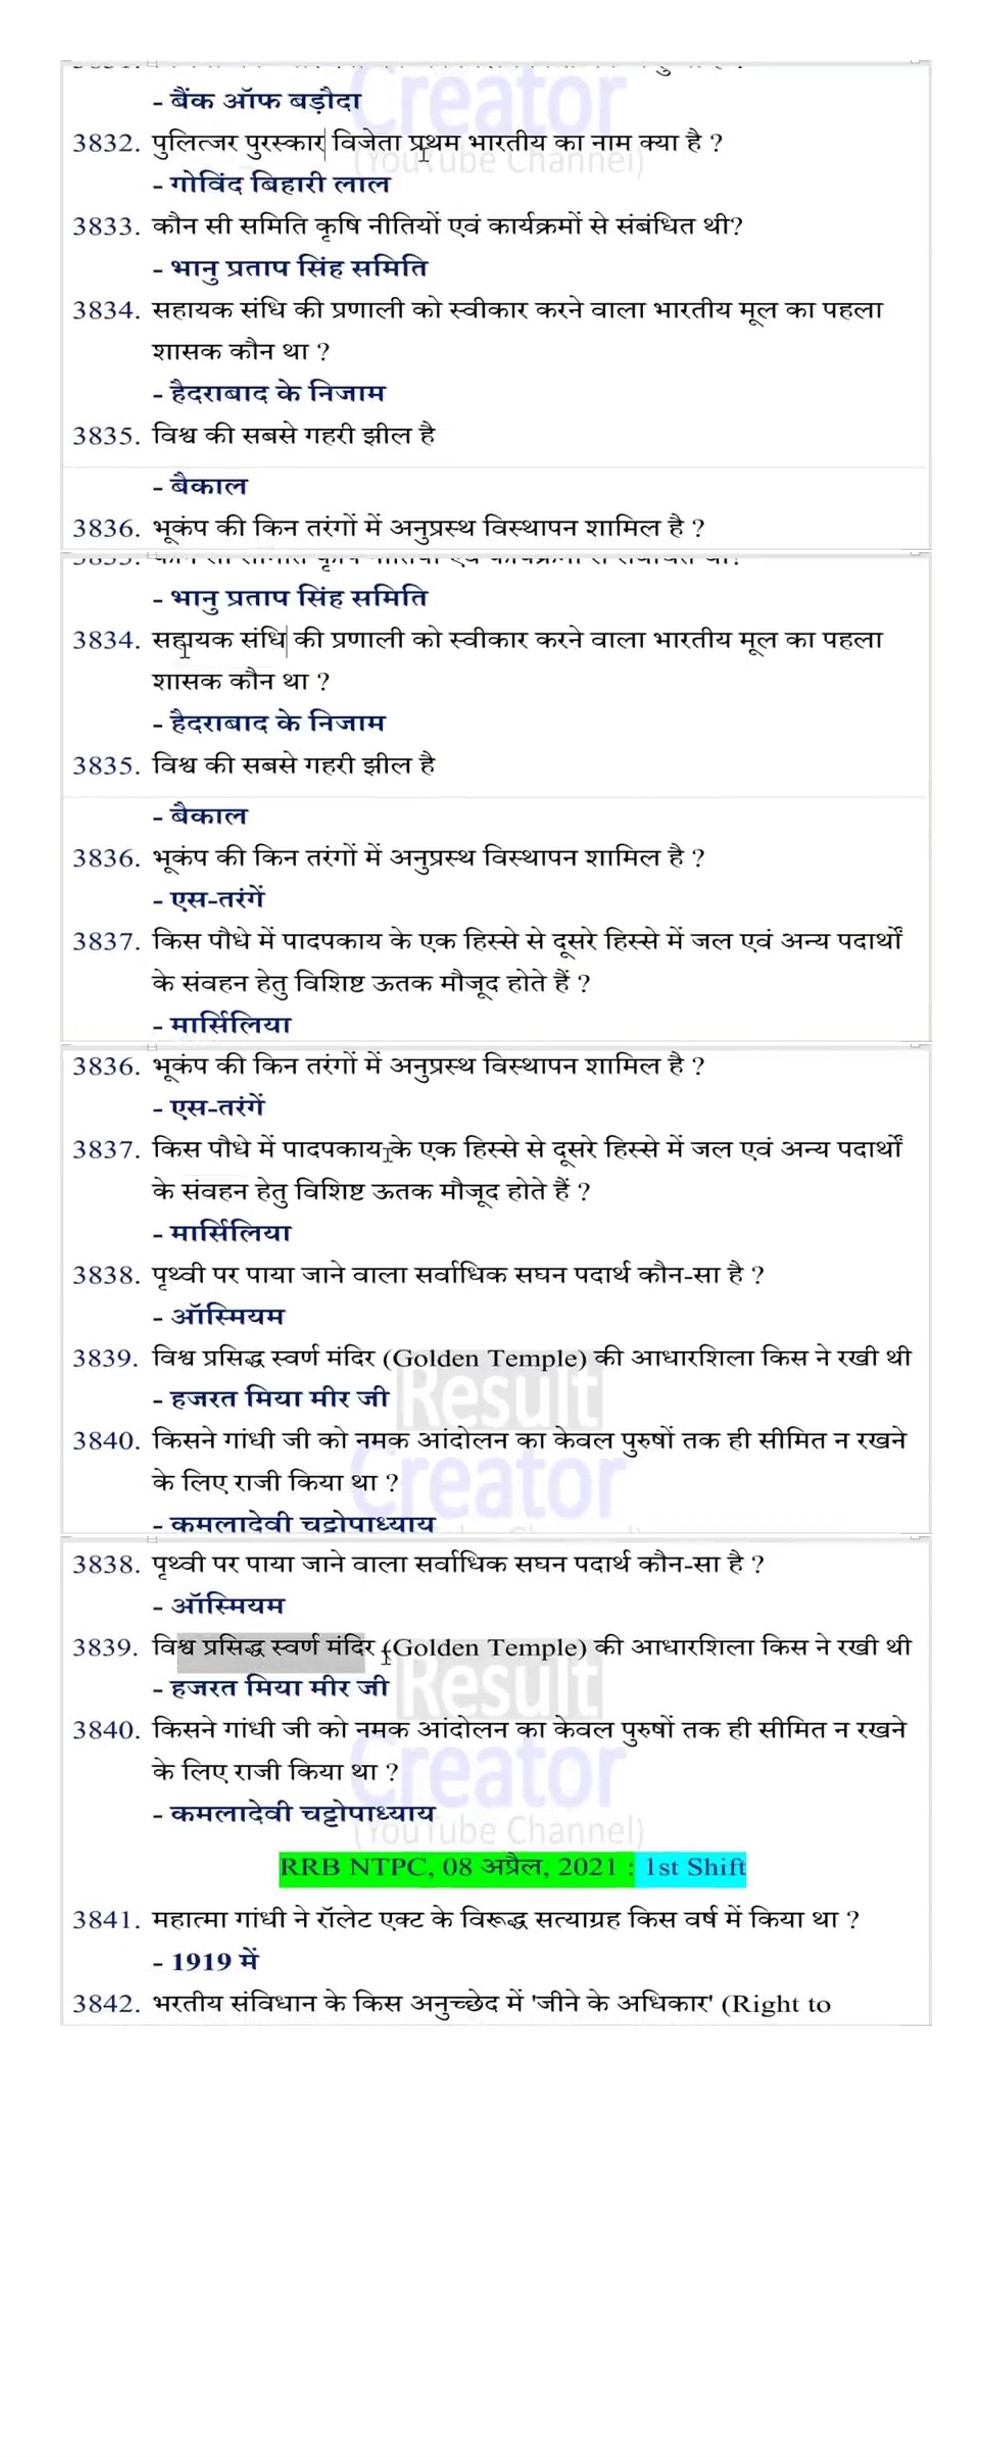 - बैंक ऑफ बड़ौदा
3832. पुलित्जर पुरस्कार विजेता प्रथम भारतीय का नाम क्या है ?
- गोविंद बिहारी लाल
3833. कौन सी समिति कृषि नीतियों एवं कार्यक्रमों से संबंधित थी?
- भानु प्रताप सिंह समिति
3834. सहायक संधि की प्रणाली को स्वीकार करने वाला भारतीय मूल का पहला
शासक कौन था ?
- हैदराबाद के निजाम
3835. विश्व की सबसे गहरी झील है
- बैकाल
3836. भूकंप की किन तरंगों में अनुप्रस्थ विस्थापन शामिल है ?
- भानु प्रताप सिंह समिति
3834. सहायक संधि की प्रणाली को स्वीकार करने वाला भारतीय मूल का पहला
शासक कौन था ?
- हैदराबाद के निजाम
3835. विश्व की सबसे गहरी झील है
- बैकाल
3836. भूकंप की किन तरंगों में अनुप्रस्थ विस्थापन शामिल है ?
- एस-तरंगें
3837. किस पौधे में पादपकाय के एक हिस्से से दूसरे हिस्से में जल एवं अन्य पदार्थों
के संवहन हेतु विशिष्ट ऊतक मौजूद होते हैं ?
- मार्सिलिया
3836. भूकंप की किन तरंगों में अनुप्रस्थ विस्थापन शामिल है ?
- एस-तरंगें
3837. किस पौधे में पादपकाय के एक हिस्से से दूसरे हिस्से में जल एवं अन्य पदार्थों
के संवहन हेतु विशिष्ट ऊतक मौजूद होते हैं ?
- मार्सिलिया
3838. पृथ्वी पर पाया जाने वाला सर्वाधिक सघन पदार्थ कौन-सा है ?
- ऑस्मियम
3839. विश्व प्रसिद्ध स्वर्ण मंदिर (Golden Temple) की आधारशिला किस ने रखी थी
- हजरत मिया मीर जी
3840. किसने गांधी जी को नमक आंदोलन का केवल पुरुषों तक ही सीमित न रखने
के लिए राजी किया था ?
- कमलादेवी चट्टोपाध्याय
3838. पृथ्वी पर पाया जाने वाला सर्वाधिक सघन पदार्थ कौन-सा है ?
- ऑस्मियम
3839. विश्व प्रसिद्ध स्वर्ण मंदिर (Golden Temple) की आधारशिला किस ने रखी थी
- हजरत मिया मीर जी
3840. किसने गांधी जी को नमक आंदोलन का केवल पुरुषों तक ही सीमित न रखने
के लिए राजी किया था ?
- कमलादेवी चट्टोपाध्याय
RRB NTPC, 08 अप्रैल, 2021 : 1st Shift
3841. महात्मा गांधी ने रॉलेट एक्ट के विरूद्ध सत्याग्रह किस वर्ष में किया था ?
- 1919 में
3842. भरतीय संविधान के किस अनुच्छेद में 'जीने के अधिकार' (Right to